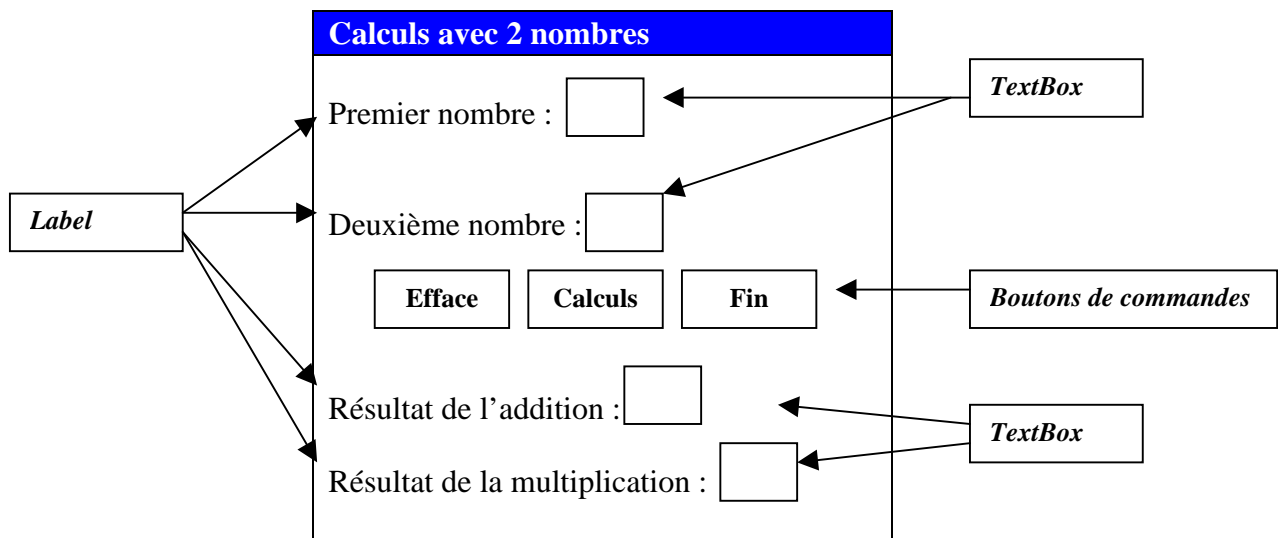 Calculs avec 2 nombres
TextBox
Premier nombre :
Label
Deuxième nombre :
Efface
Calculs
Fin
Boutons de commandes
Résultat de l’addition :
TextBox
Résultat de la multiplication :